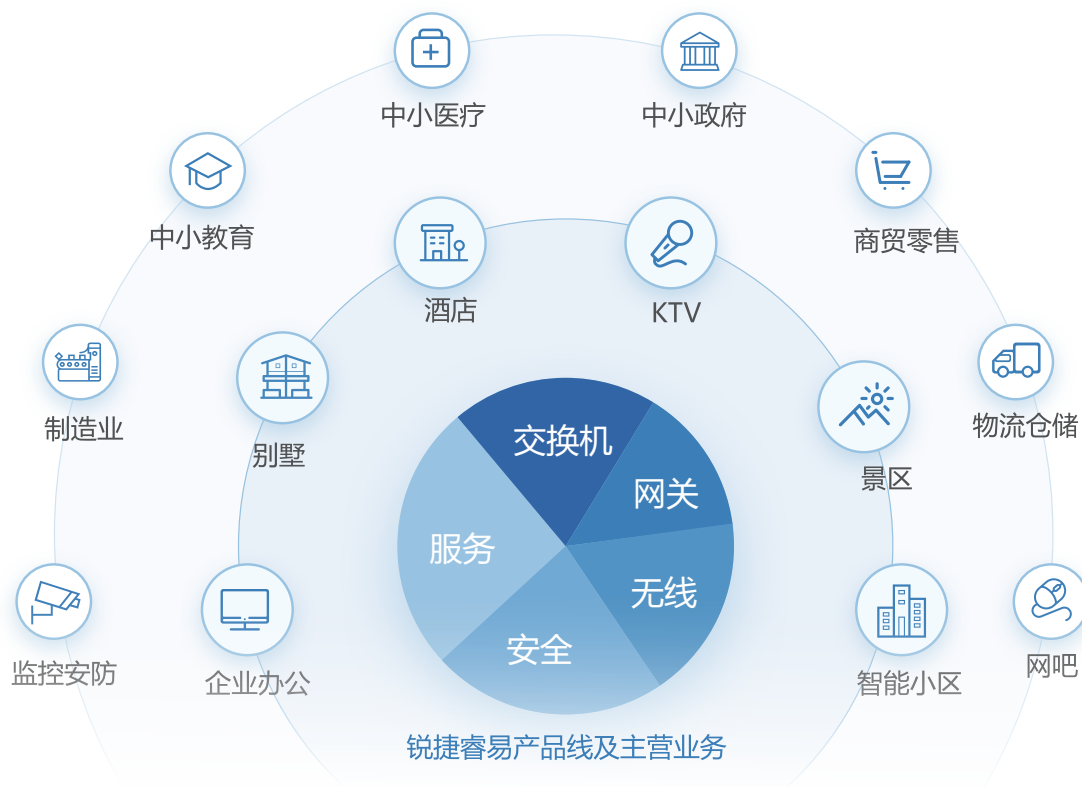 中小医疗
中小政府
中小教育
商贸零售
酒店
KTV
制造业
物流仓储
别墅
景区
交换机
网关
服务
无线
安全
监控安防
企业办公
智能小区
网吧
锐捷睿易产品线及主营业务